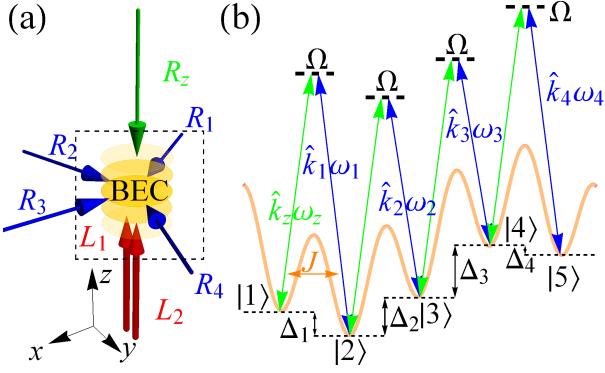 (a)
R_z
R_1
R_2
BEC
R_3
L_1
R_4
z
L_2
x
y
(b)
Ω
Ω
Ω
Ω
k̂_zω_z
k̂_1ω_1
k̂_2ω_2
k̂_3ω_3
k̂_4ω_4
J
|1⟩
Δ_1
|2⟩
Δ_2
|3⟩
Δ_3
|4⟩
Δ_4
|5⟩